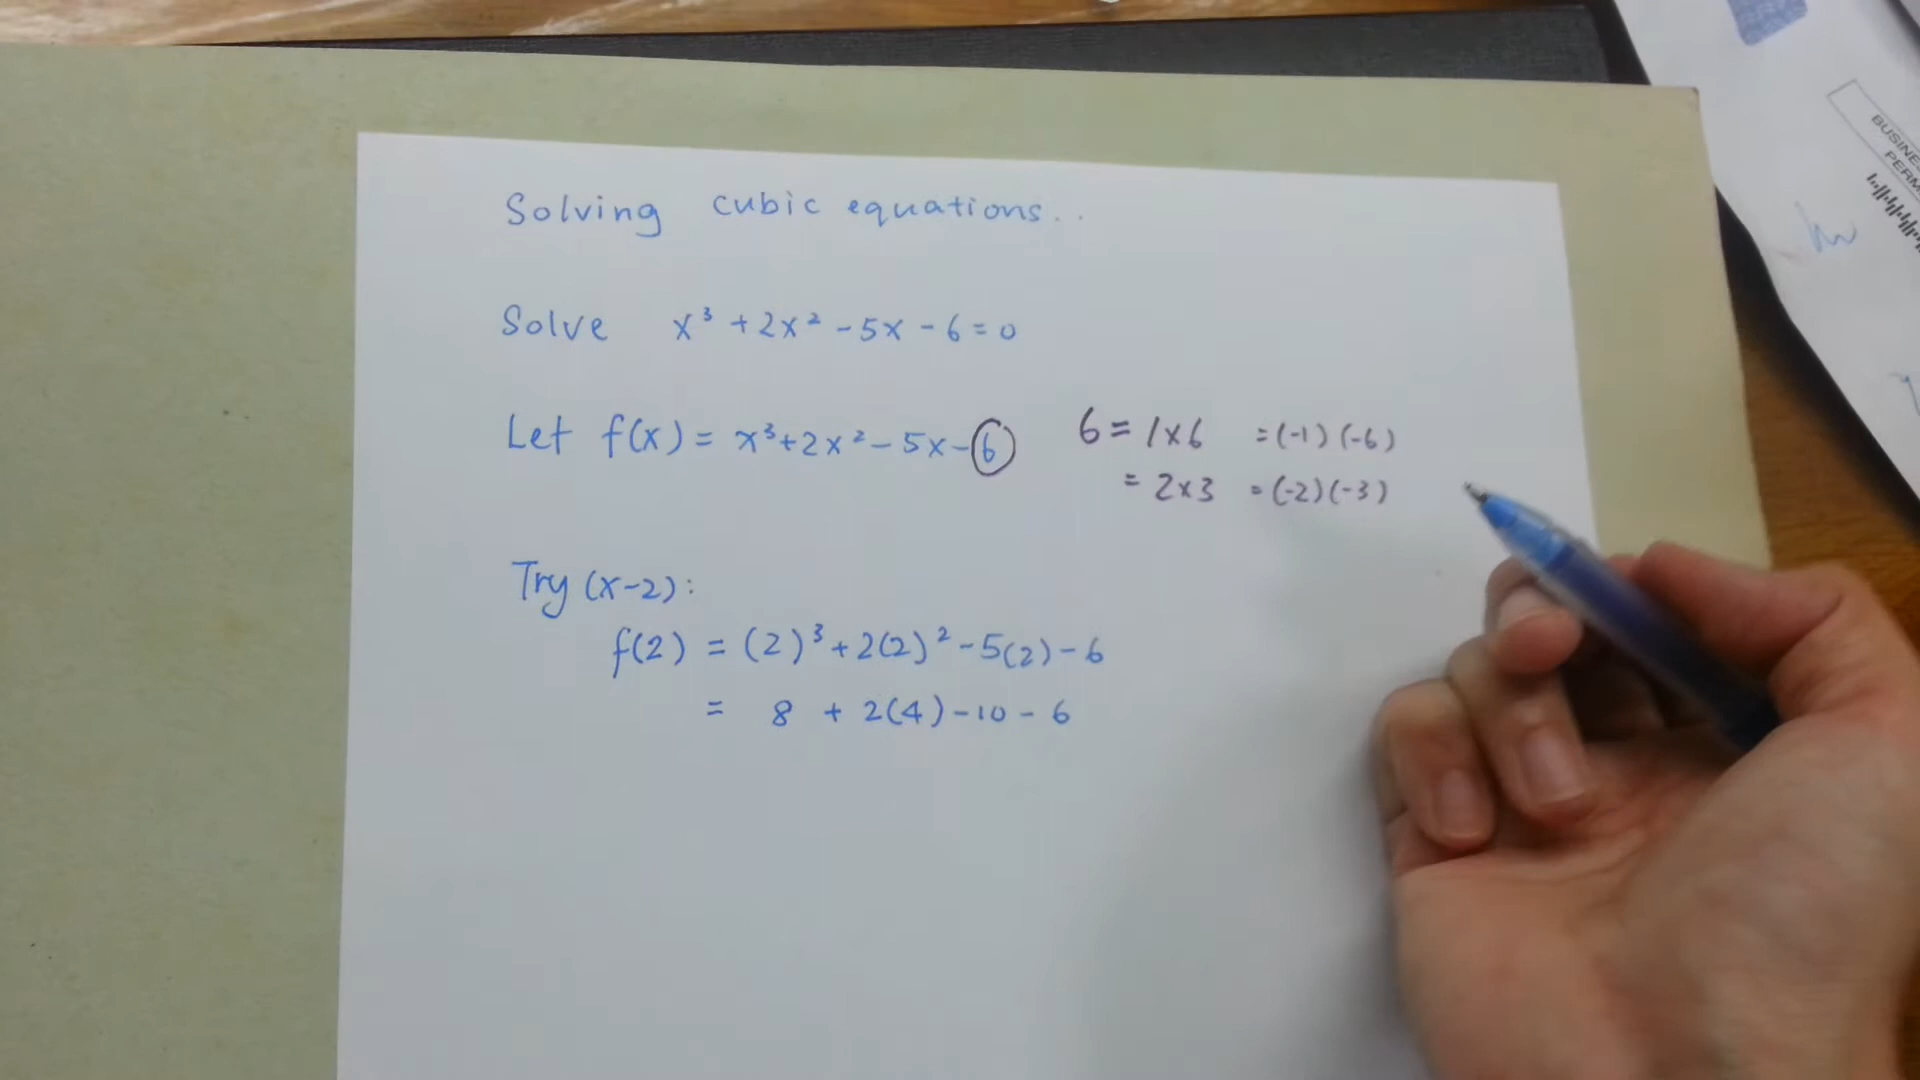 Solving cubic equations..
Solve x³ + 2x² - 5x - 6 = 0
Let f(x) = x³ + 2x² - 5x - 6
6 = 1x6 = (-1)(-6)
= 2x3 = (-2)(-3)
Try (x-2):
f(2) = (2)³ + 2(2)² - 5(2) - 6
= 8 + 2(4) - 10 - 6